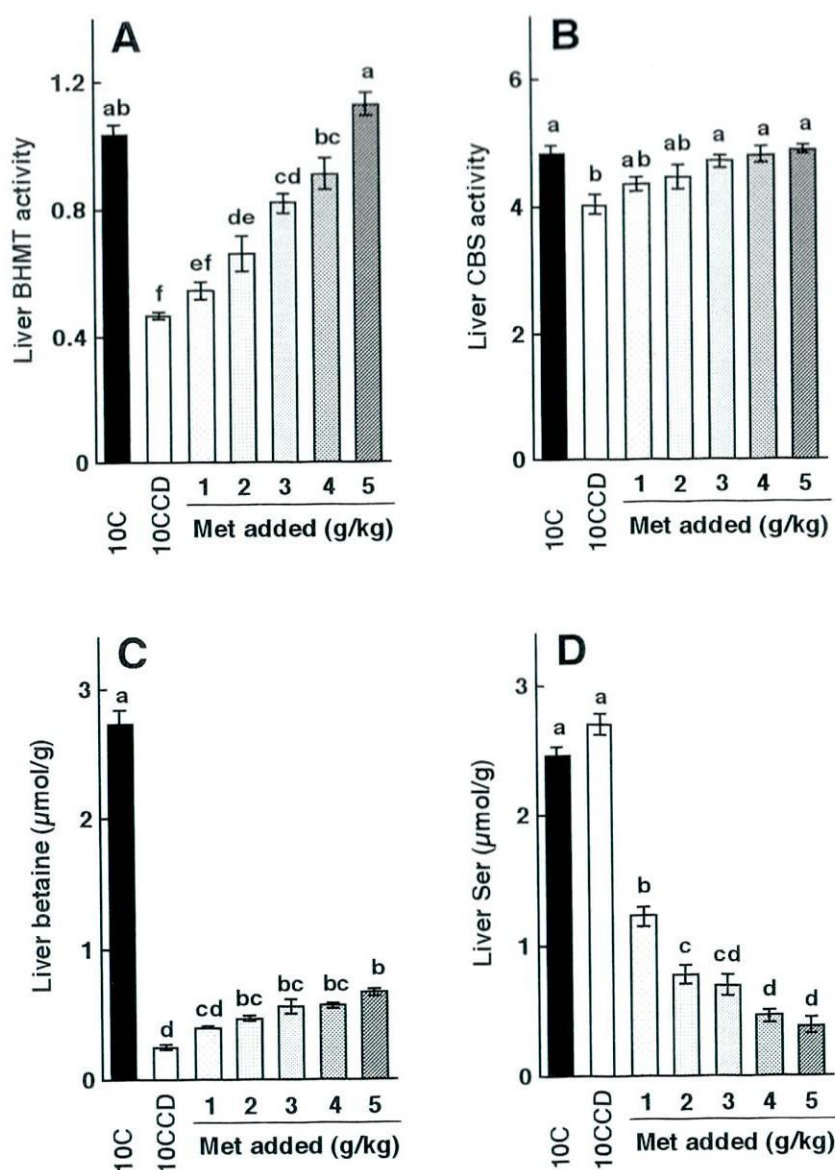 A
Liver BHMT activity
1.2
0.8
0.4
0
ab
f
ef
de
cd
bc
a
10C
10CCD
1 2 3 4 5
Met added (g/kg)
B
Liver CBS activity
6
4
2
0
a
b
ab
ab
a
a
a
10C
10CCD
1 2 3 4 5
Met added (g/kg)
C
Liver betaine (µmol/g)
3
2
1
0
a
d
cd
bc
bc
bc
b
10C
10CCD
1 2 3 4 5
Met added (g/kg)
D
Liver Ser (µmol/g)
3
2
1
0
a
a
b
c
cd
d
d
10C
10CCD
1 2 3 4 5
Met added (g/kg)